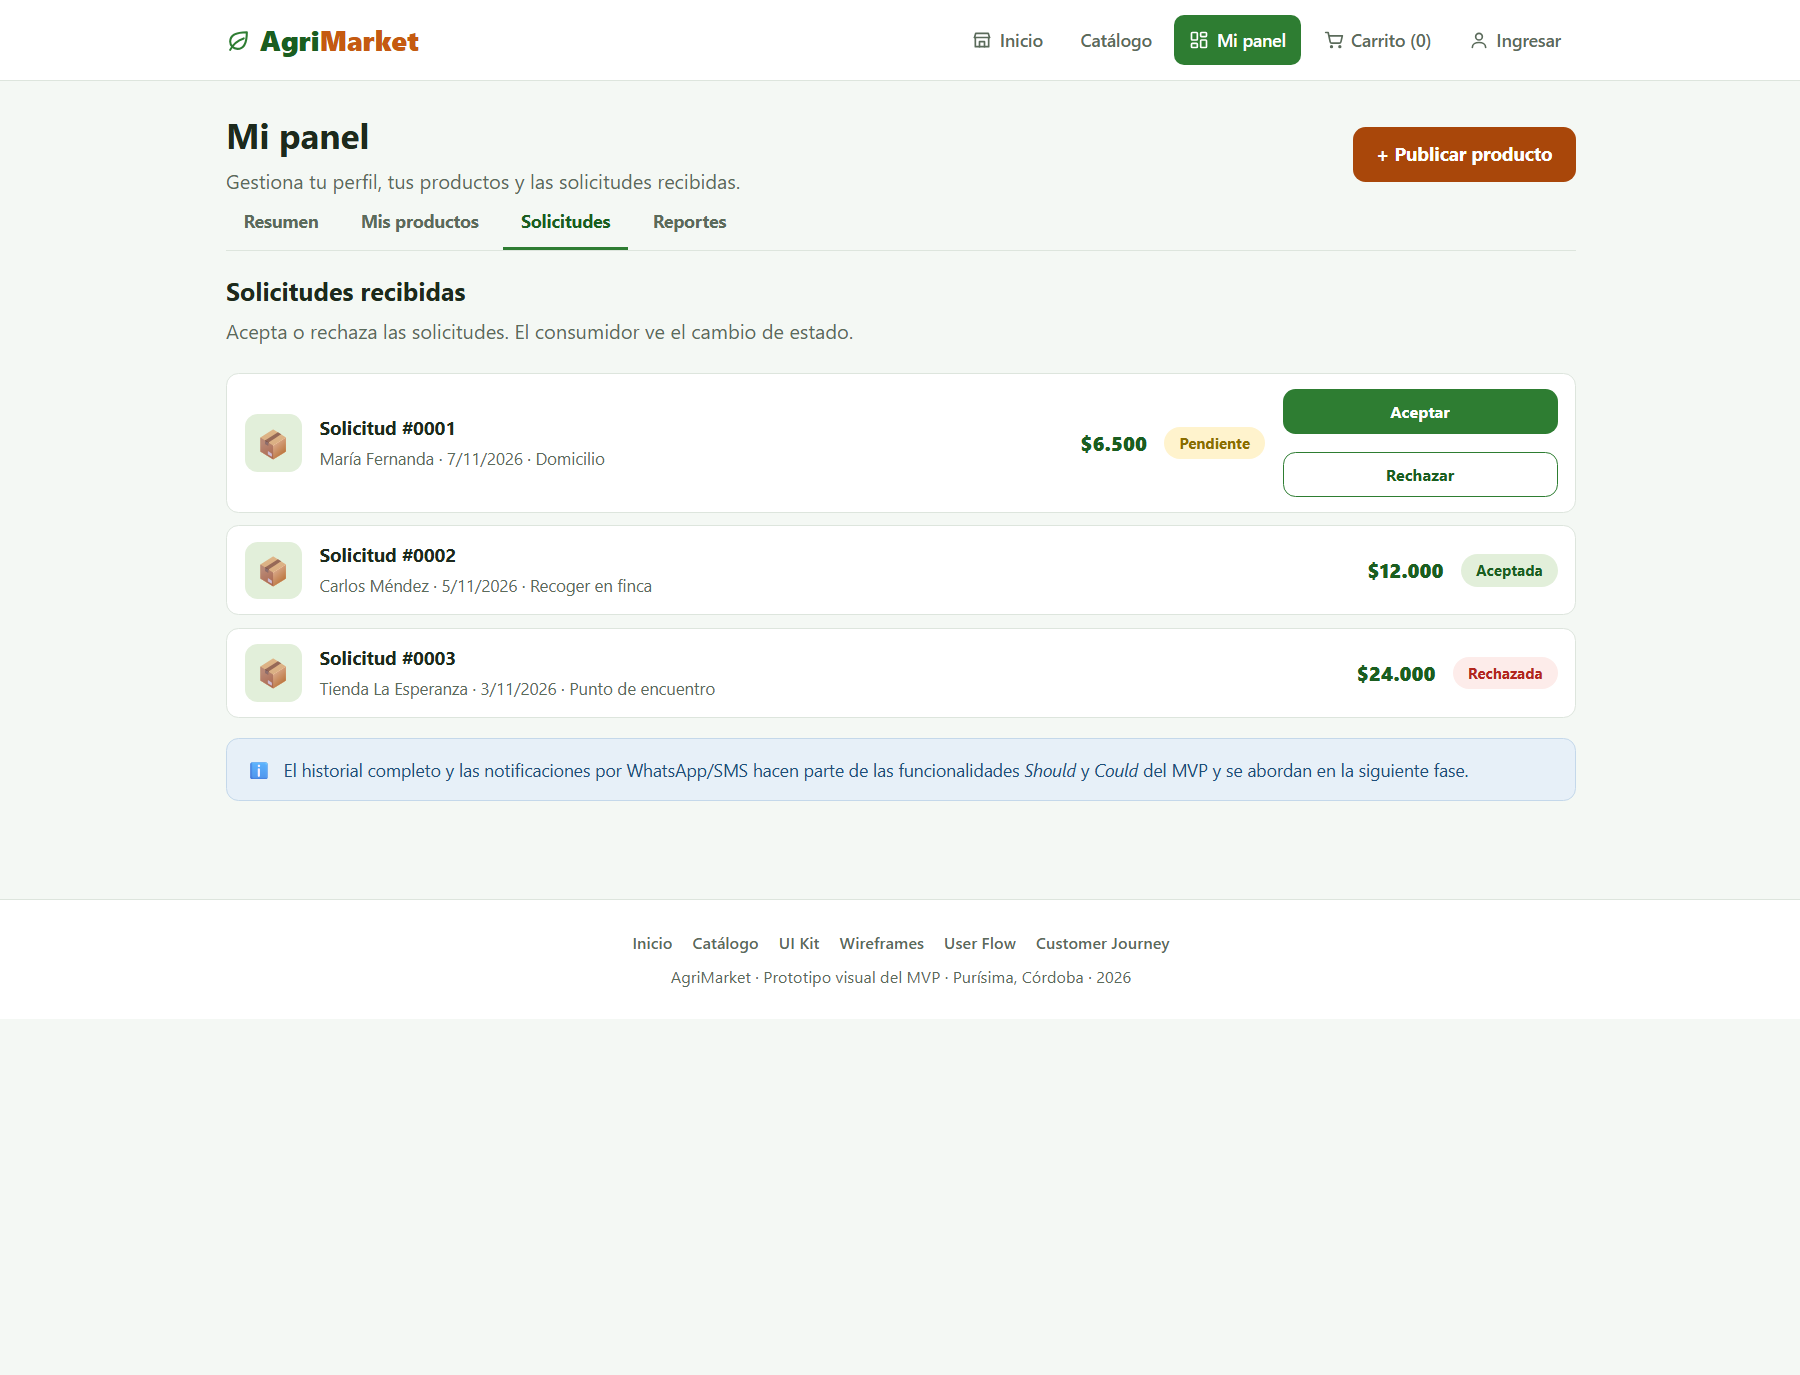 AgriMarket
Inicio
Catálogo
Mi panel
Carrito (0)
Ingresar
Mi panel
Gestiona tu perfil, tus productos y las solicitudes recibidas.
+ Publicar producto
Resumen
Mis productos
Solicitudes
Reportes
Solicitudes recibidas
Acepta o rechaza las solicitudes. El consumidor ve el cambio de estado.
Solicitud #0001
María Fernanda · 7/11/2026 · Domicilio
$6.500
Pendiente
Aceptar
Rechazar
Solicitud #0002
Carlos Méndez · 5/11/2026 · Recoger en finca
$12.000
Aceptada
Solicitud #0003
Tienda La Esperanza · 3/11/2026 · Punto de encuentro
$24.000
Rechazada
El historial completo y las notificaciones por WhatsApp/SMS hacen parte de las funcionalidades Should y Could del MVP y se abordan en la siguiente fase.
Inicio
Catálogo
UI Kit
Wireframes
User Flow
Customer Journey
AgriMarket · Prototipo visual del MVP · Purísima, Córdoba · 2026